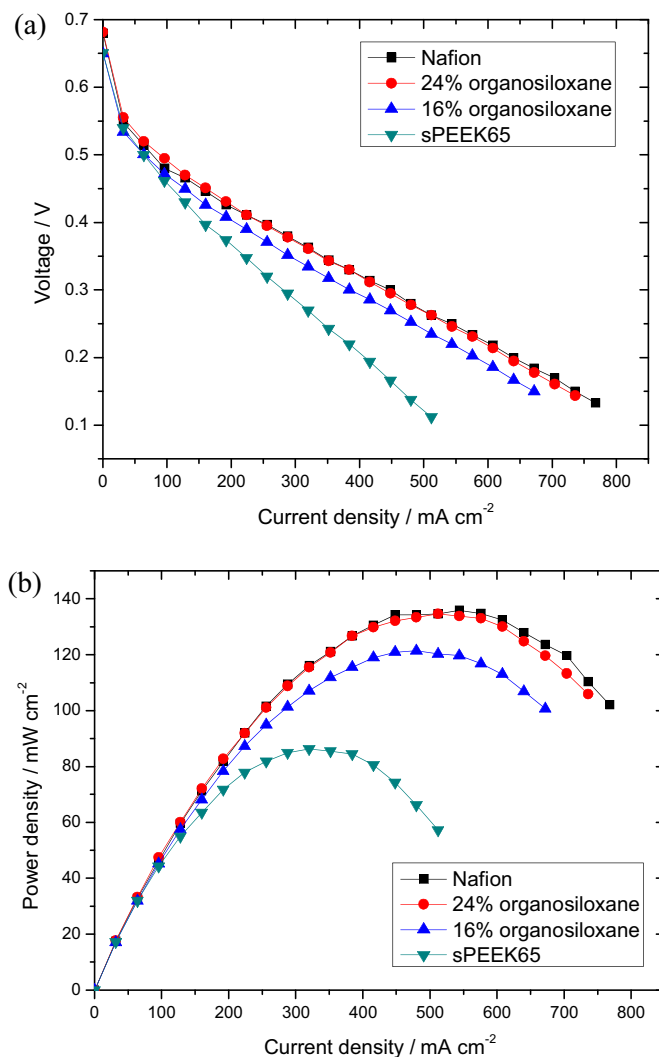 (a)
0.7
0.6
0.5
0.4
0.3
0.2
0.1
Voltage / V
Nafion
24% organosiloxane
16% organosiloxane
sPEEK65
0 100 200 300 400 500 600 700 800
Current density / mA cm-2
(b)
140
120
100
80
60
40
20
0
Power density / mW cm-2
Nafion
24% organosiloxane
16% organosiloxane
sPEEK65
0 100 200 300 400 500 600 700 800
Current density / mA cm-2